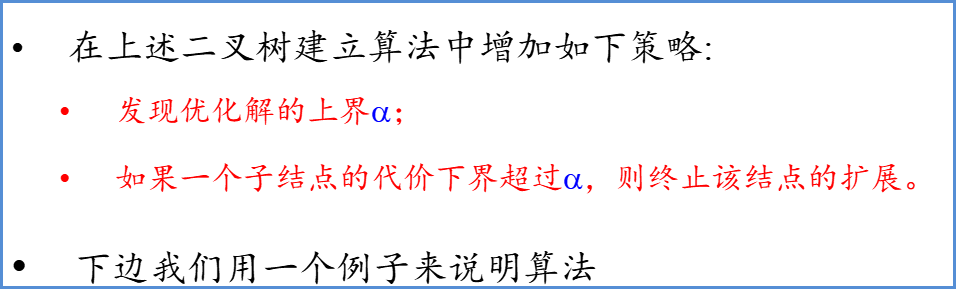 • 在上述二叉树建立算法中增加如下策略:
• 发现优化解的上界α；
• 如果一个子结点的代价下界超过α，则终止该结点的扩展。
• 下边我们用一个例子来说明算法